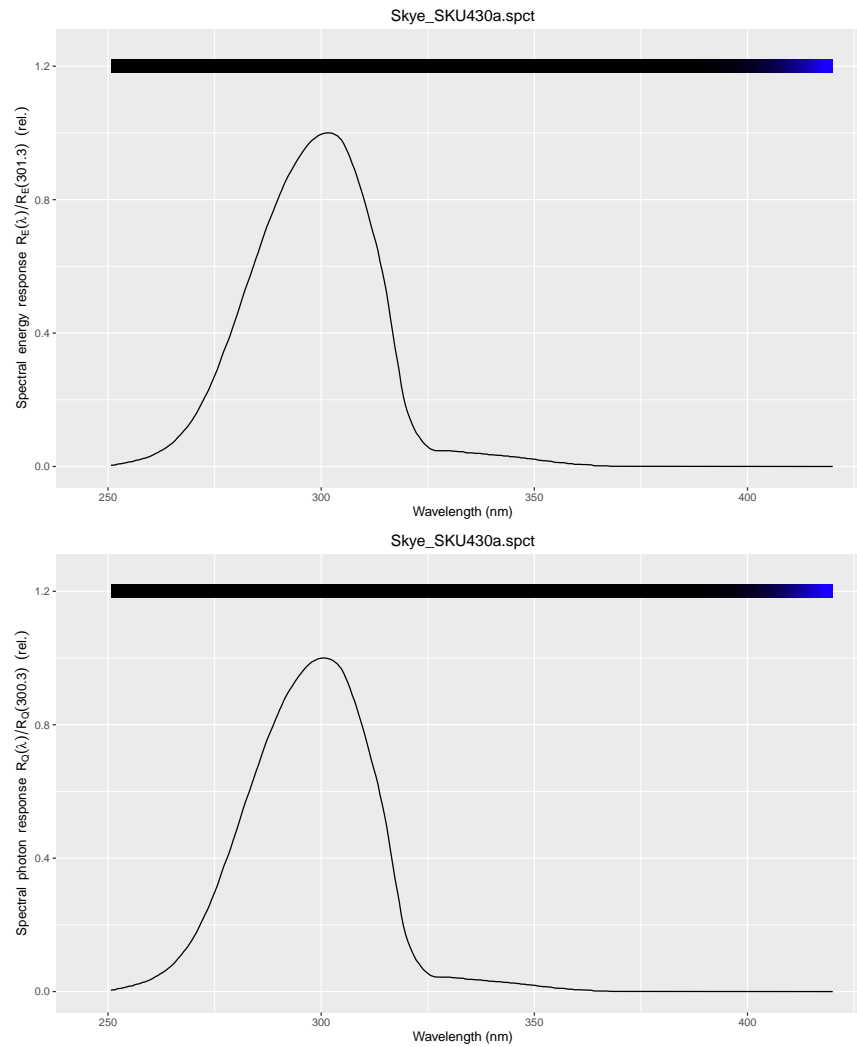 Skye_SKU430a.spct
Spectral energy response R_E(λ)/R_E(301.3) (rel.)
1.2
0.8
0.4
0.0
250 300 350 400
Wavelength (nm)
Skye_SKU430a.spct
Spectral photon response R_Q(λ)/R_Q(300.3) (rel.)
1.2
0.8
0.4
0.0
250 300 350 400
Wavelength (nm)